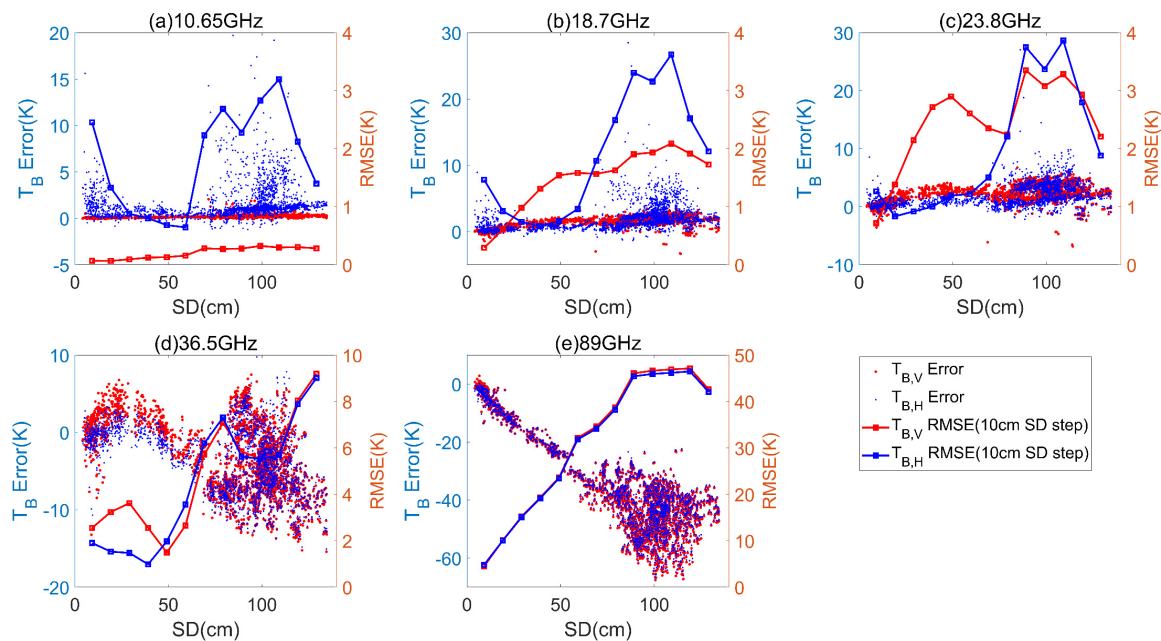 (a)10.65GHz
20
15
10
5
0
-5
T_B Error(K)
4
3
2
1
0
RMSE(K)
0
50
100
SD(cm)
(b)18.7GHz
30
20
10
0
T_B Error(K)
4
3
2
1
0
RMSE(K)
0
50
100
SD(cm)
(c)23.8GHz
30
20
10
0
-10
T_B Error(K)
4
3
2
1
0
RMSE(K)
0
50
100
SD(cm)
(d)36.5GHz
10
0
-10
-20
T_B Error(K)
10
8
6
4
2
0
RMSE(K)
0
50
100
SD(cm)
(e)89GHz
0
-20
-40
-60
T_B Error(K)
50
40
30
20
10
0
RMSE(K)
0
50
100
SD(cm)
T_B,V Error
T_B,H Error
T_B,V RMSE(10cm SD step)
T_B,H RMSE(10cm SD step)